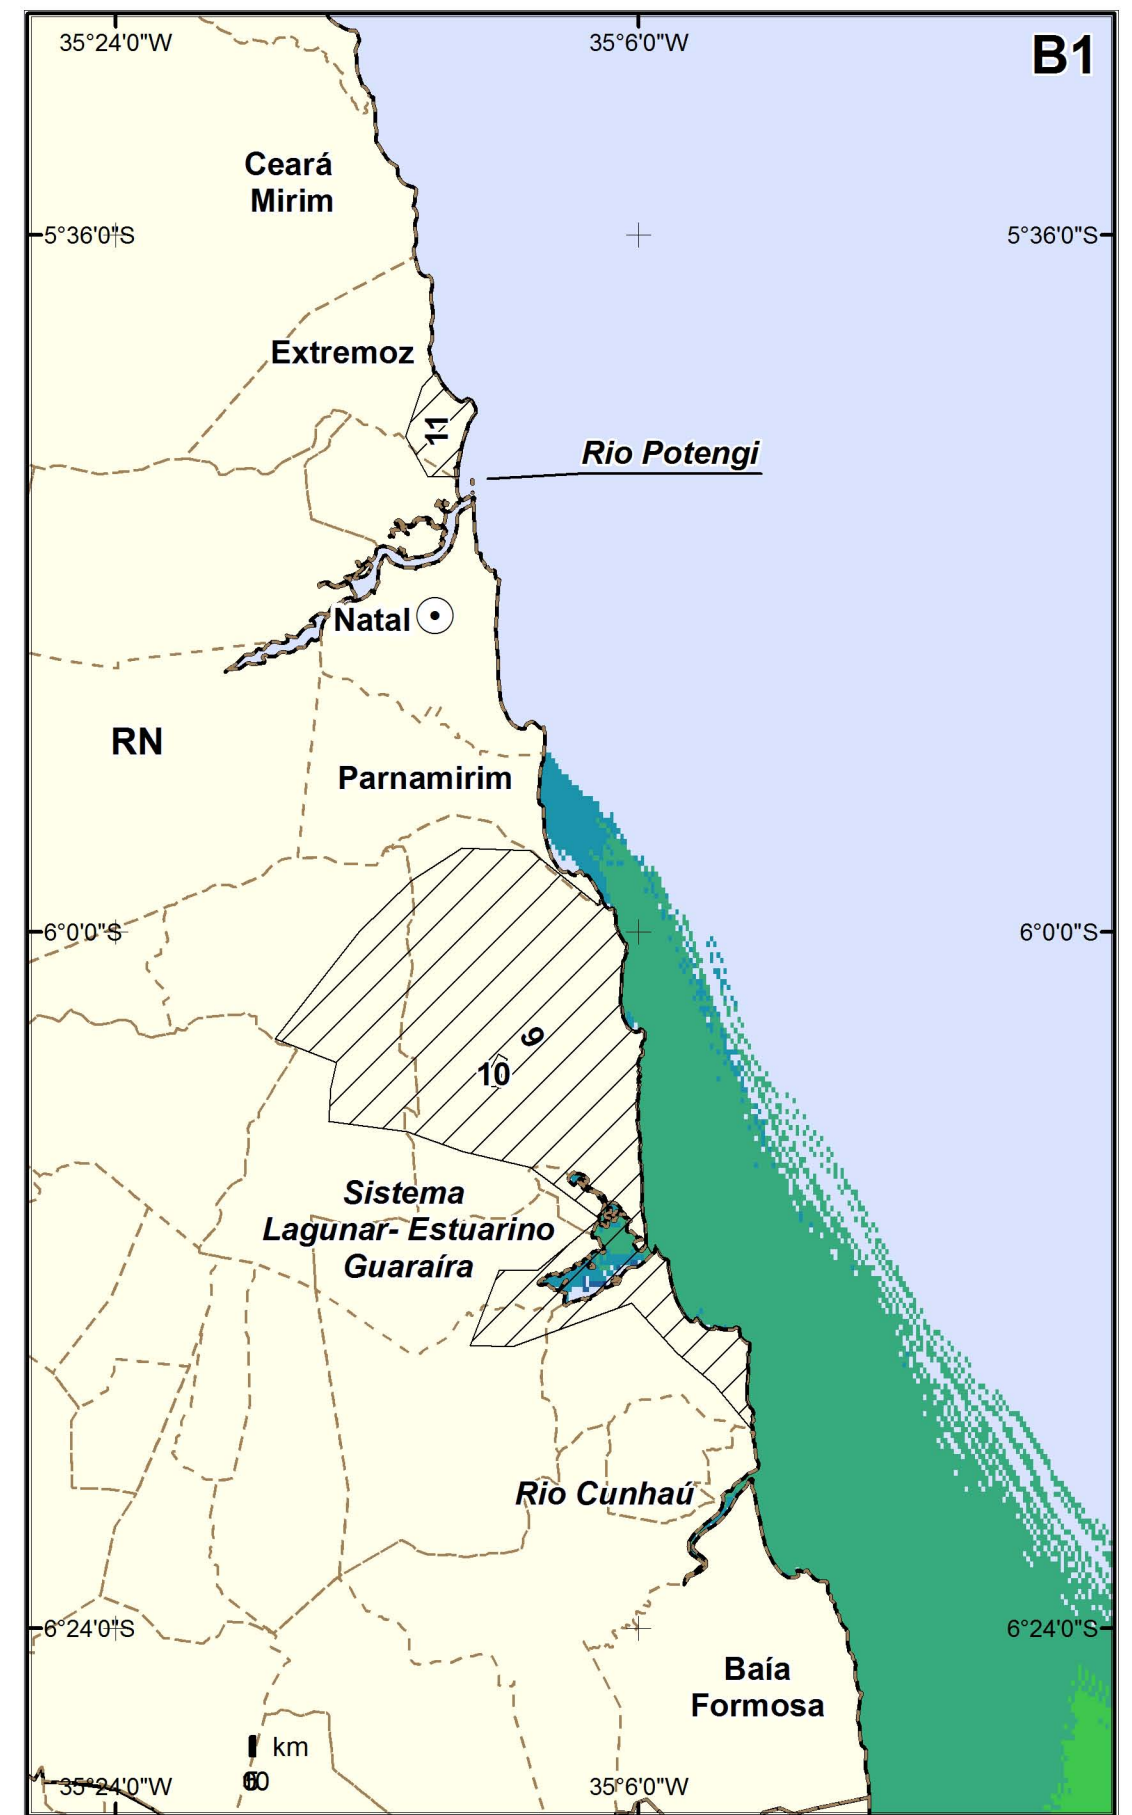 35°24'0"W
35°6'0"W
B1
Ceará
Mirim
5°36'0"S
5°36'0"S
Extremoz
11
Rio Potengi
Natal
RN
Parnamirim
6°0'0"S
6°0'0"S
9
10
Sistema
Lagunar- Estuarino
Guaraíra
Rio Cunhaú
6°24'0"S
6°24'0"S
Baía
Formosa
km
35°24'0"W
35°6'0"W